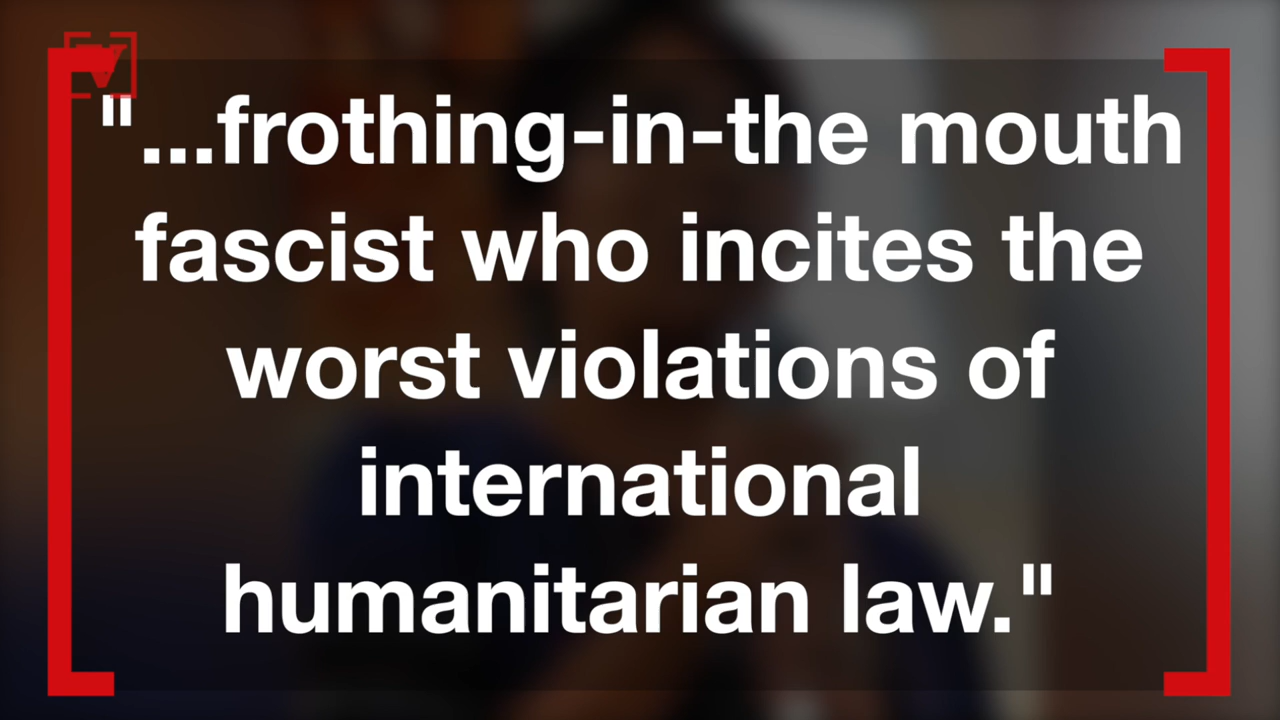 "...frothing-in-the mouth
fascist who incites the
worst violations of
international
humanitarian law."